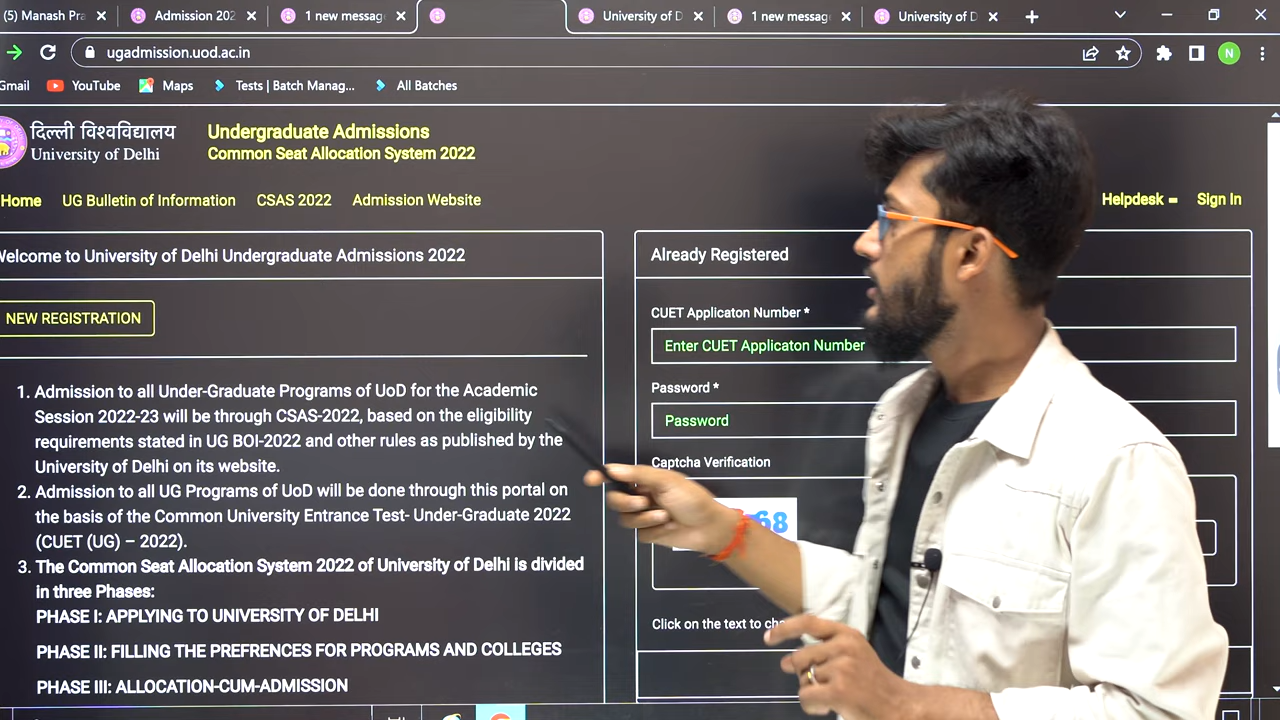 (5) Manash Pra
Admission 202
1 new messag
University of D
1 new messag
University of D
ugadmission.uod.ac.in
N
Gmail
YouTube
Maps
Tests | Batch Manag...
All Batches
दिल्ली विश्वविद्यालय
University of Delhi
Undergraduate Admissions
Common Seat Allocation System 2022
Home
UG Bulletin of Information
CSAS 2022
Admission Website
Helpdesk
Sign In
Welcome to University of Delhi Undergraduate Admissions 2022
NEW REGISTRATION
1. Admission to all Under-Graduate Programs of UoD for the Academic
Session 2022-23 will be through CSAS-2022, based on the eligibility
requirements stated in UG BOI-2022 and other rules as published by the
University of Delhi on its website.
2. Admission to all UG Programs of UoD will be done through this portal on
the basis of the Common University Entrance Test- Under-Graduate 2022
(CUET (UG) – 2022).
3. The Common Seat Allocation System 2022 of University of Delhi is divided
in three Phases:
PHASE I: APPLYING TO UNIVERSITY OF DELHI
PHASE II: FILLING THE PREFRENCES FOR PROGRAMS AND COLLEGES
PHASE III: ALLOCATION-CUM-ADMISSION
Already Registered
CUET Applicaton Number *
Enter CUET Applicaton Number
Password *
Password
Captcha Verification
68
Click on the text to